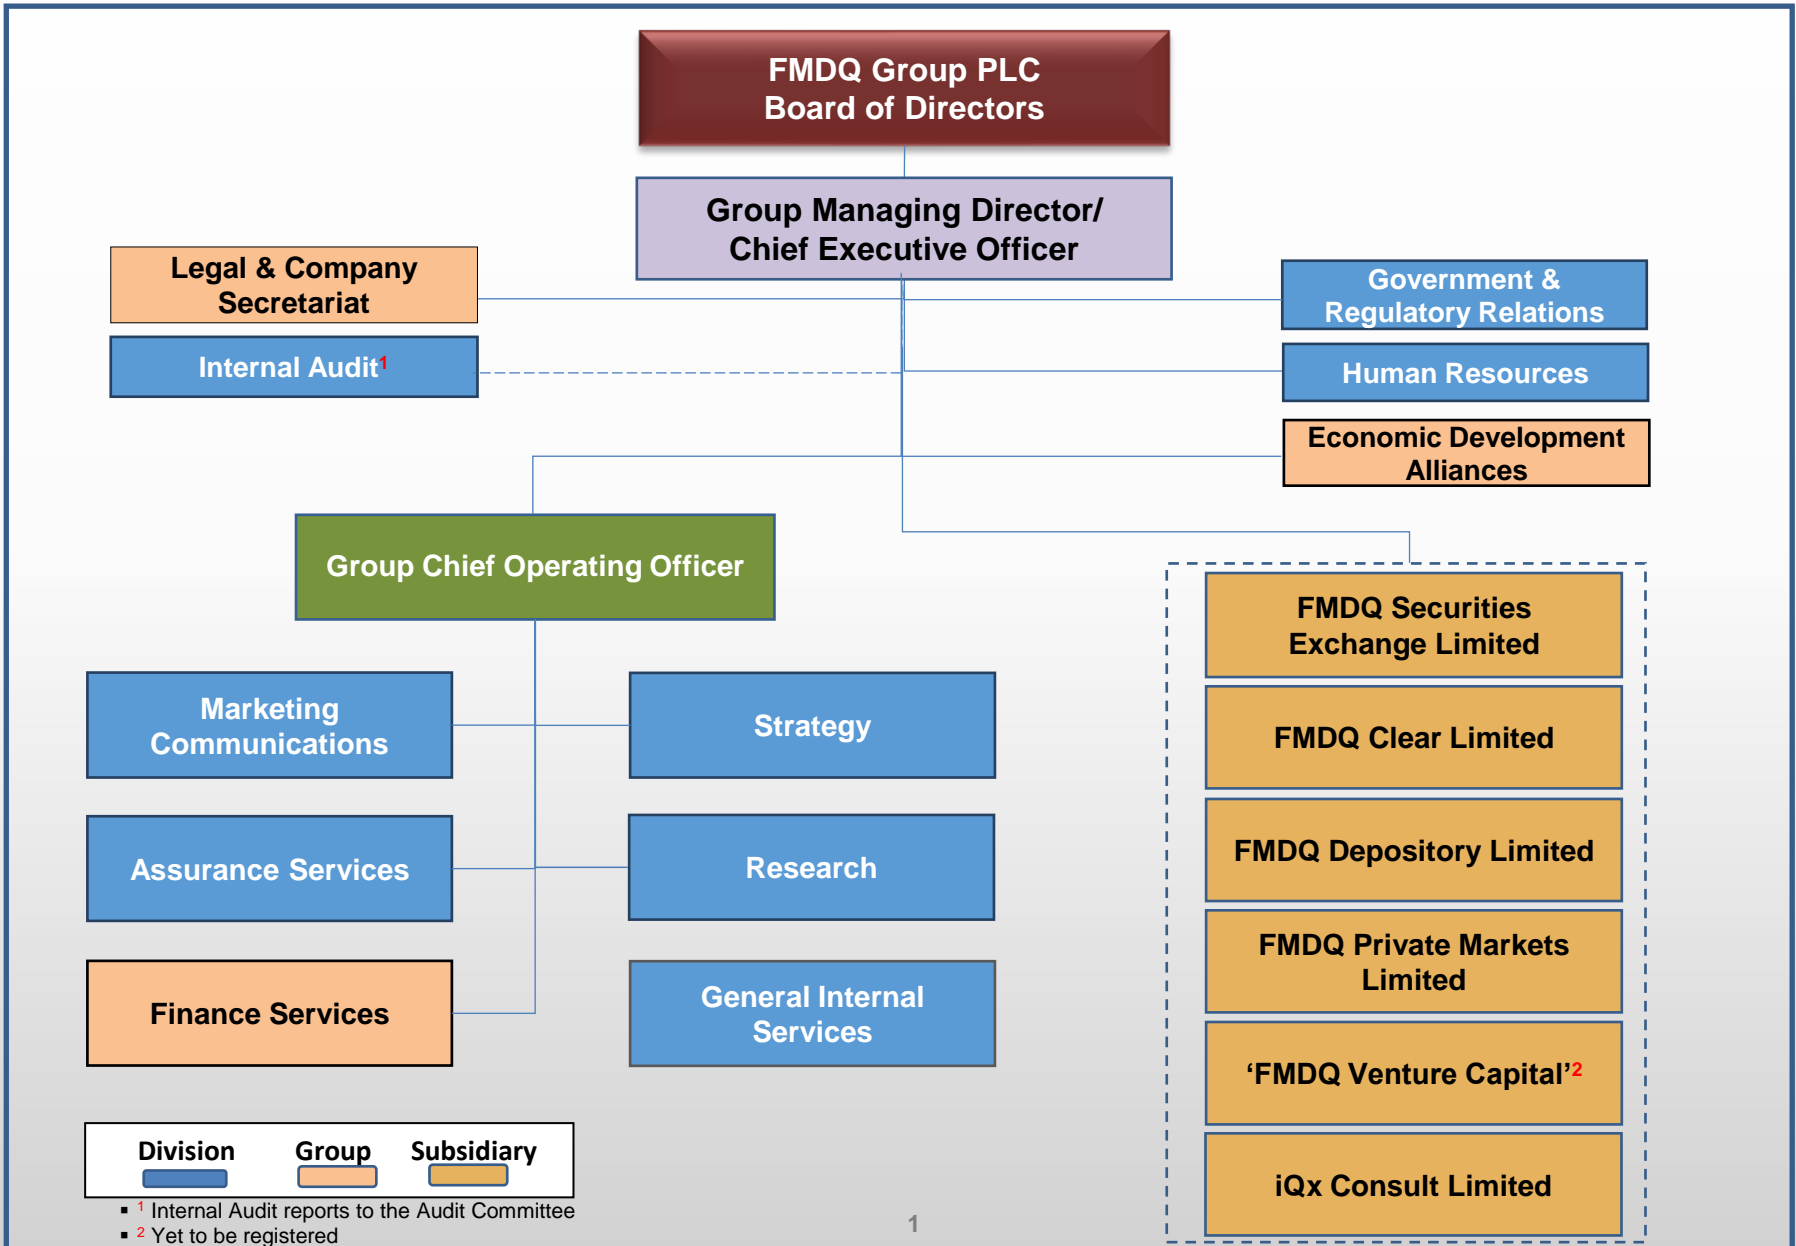 FMDQ Group PLC
Board of Directors
Group Managing Director/
Chief Executive Officer
Legal & Company
Secretariat
Internal Audit¹
Government &
Regulatory Relations
Human Resources
Economic Development
Alliances
Group Chief Operating Officer
Marketing
Communications
Strategy
Assurance Services
Research
Finance Services
General Internal
Services
FMDQ Securities
Exchange Limited
FMDQ Clear Limited
FMDQ Depository Limited
FMDQ Private Markets
Limited
‘FMDQ Venture Capital’²
iQx Consult Limited
Division Group Subsidiary
▪ ¹ Internal Audit reports to the Audit Committee
▪ ² Yet to be registered
1